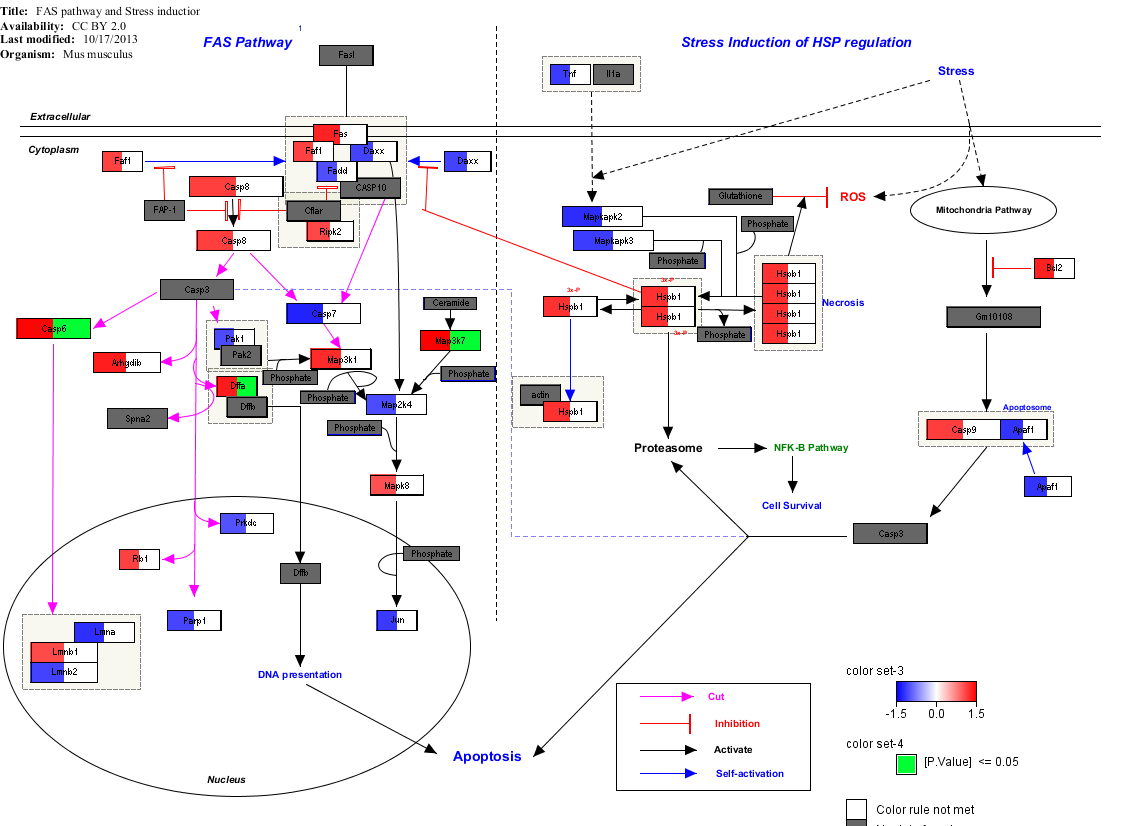 Title: FAS pathway and Stress induction
Availability: CC BY 2.0
Last modified: 10/17/2013
Organism: Mus musculus
FAS Pathway
1
Stress Induction of HSP regulation
Fasl
Tnf
Il1a
Stress
Extracellular
Cytoplasm
Fas
Faf1
Faf1
Daxx
Daxx
Fadd
CASP10
Casp8
FAP-1
Cflar
Ripk2
Casp8
Glutathione
ROS
Mapkapk2
Phosphate
Mapkapk3
Phosphate
Mitochondria Pathway
Bcl2
Casp3
Casp7
Ceramide
3x-P
Hspb1
3x-P
Hspb1
Hspb1
3x-P
Hspb1
Hspb1
Hspb1
Hspb1
Necrosis
Phosphate
Gm10108
Casp6
Pak1
Pak2
Map3k7
Arhgdib
Map3k1
Phosphate
Phosphate
Phosphate
Dffa
Dffb
Spna2
Map2k4
Phosphate
actin
Hspb1
Apoptosome
Casp9
Apaf1
Proteasome
NFK-B Pathway
Mapk8
Apaf1
Cell Survival
Prkdc
Casp3
Rb1
Phosphate
Dffb
Parp1
Jun
Lmna
Lmnb1
Lmnb2
DNA presentation
Apoptosis
Nucleus
Cut
Inhibition
Activate
Self-activation
color set-3
-1.5 0.0 1.5
color set-4
[P.Value] <= 0.05
Color rule not met